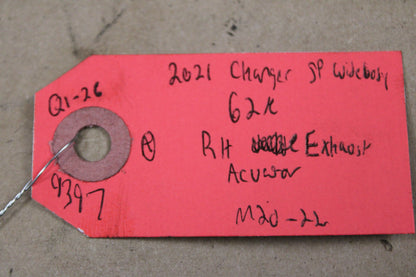 2021 Charger SP Widebody
Q1-26
62K
A
RH Exhaust
Acuator
9397
M20-22